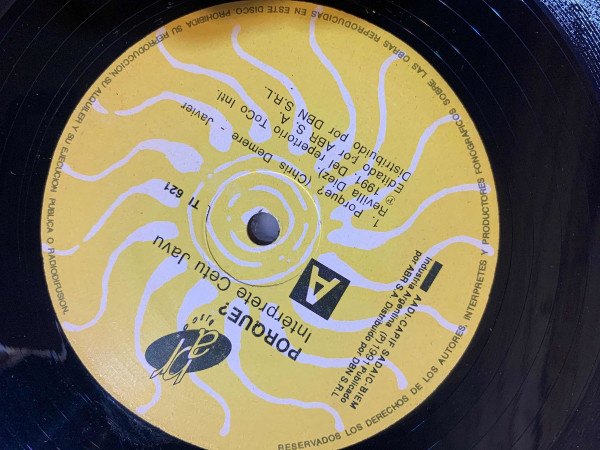 RESERVADOS LOS DERECHOS DE LOS AUTORES, INTERPRETES Y PRODUCTORES FONOGRAFICOS SOBRE LAS OBRAS REPRODUCIDAS EN ESTE DISCO. PROHIBIDA SU REPRODUCCION, SU ALQUILER Y SU EJECUCION PUBLICA O RADIODIFUSION.
abr
PORQUE?
Intérprete Cetu Javu
A
AADI-CAPIF SADAIC-BIEM
Industria Argentina (P) 1991 Publicado
por ABR S.A. Distribuido por DBN S.R.L
TI 621
1. Porque? (Chris Demere - Javier
Revilla Diez).
℗ 1991. Del repertorio ToCo Intl.
Editado por ABR S. A.
Distribuido por DBN S.R.L.